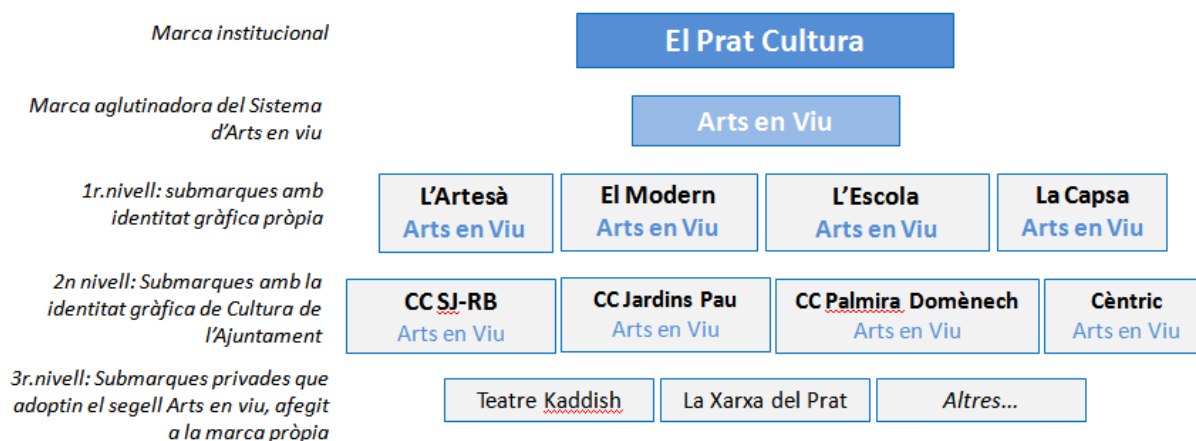 Marca institucional
El Prat Cultura
Marca aglutinadora del Sistema
d'Arts en viu
Arts en Viu
1r.nivell: submarques amb
identitat gràfica pròpia
L'Artesà
Arts en Viu
El Modern
Arts en Viu
L'Escola
Arts en Viu
La Capsa
Arts en Viu
2n nivell: Submarques amb la
identitat gràfica de Cultura de
l'Ajuntament
CC SJ-RB
Arts en Viu
CC Jardins Pau
Arts en Viu
CC Palmira Domènech
Arts en Viu
Cèntric
Arts en Viu
3r.nivell: Submarques privades que
adoptin el segell Arts en viu, afegit
a la marca pròpia
Teatre Kaddish
La Xarxa del Prat
Altres...